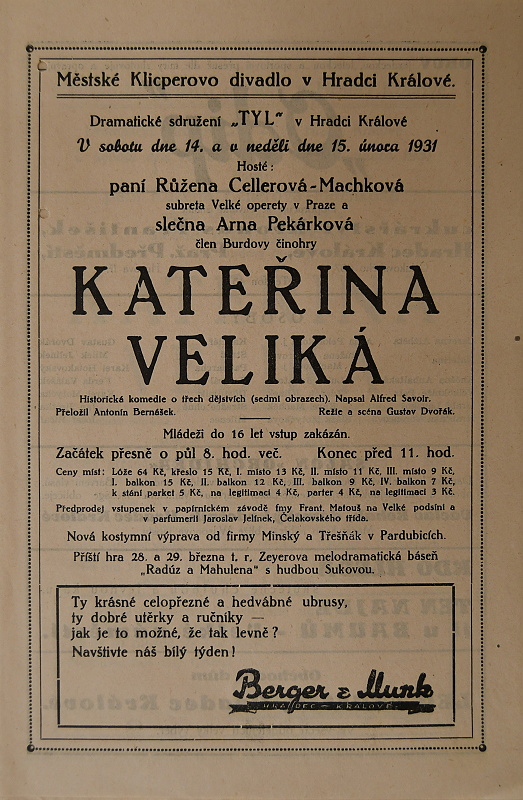 Městské Klicperovo divadlo v Hradci Králové.
Dramatické sdružení „TYL" v Hradci Králové
V sobotu dne 14. a v neděli dne 15. února 1931
Hosté:
paní Růžena Cellerová-Machková
subreta Velké operety v Praze a
slečna Arna Pekárková
člen Burdovy činohry
KATEŘINA
VELIKÁ
Historická komedie o třech dějstvích (sedmi obrazech). Napsal Alfred Savoir.
Přeložil Antonín Bernášek. Režie a scéna Gustav Dvořák.
Mládeži do 16 let vstup zakázán.
Začátek přesně o půl 8. hod. več. Konec před 11. hod.
Ceny míst: Lóže 64 Kč, křeslo 15 Kč, I. místo 13 Kč, II. místo 11 Kč, III. místo 9 Kč,
I. balkon 15 Kč, II. balkon 12 Kč, III. balkon 9 Kč, IV. balkon 7 Kč,
k stání parket 5 Kč, na legitimaci 4 Kč, parter 4 Kč, na legitimaci 3 Kč.
Předprodej vstupenek v papírnickém závodě fmy Frant. Matouš na Velké podsíni a
v parfumerii Jaroslav Jelínek, Čelakovského třída.
Nová kostymní výprava od firmy Minský a Třešňák v Pardubicích.
Příští hra 28. a 29. března t. r. Zeyerova melodramatická báseň
„Radúz a Mahulena" s hudbou Sukovou.
Ty krásné celopřezné a hedvábné ubrusy,
ty dobré utěrky a ručníky —
jak je to možné, že tak levně?
Navštivte náš bílý týden!
Berger & Munk
HRADEC-KRÁLOVÉ